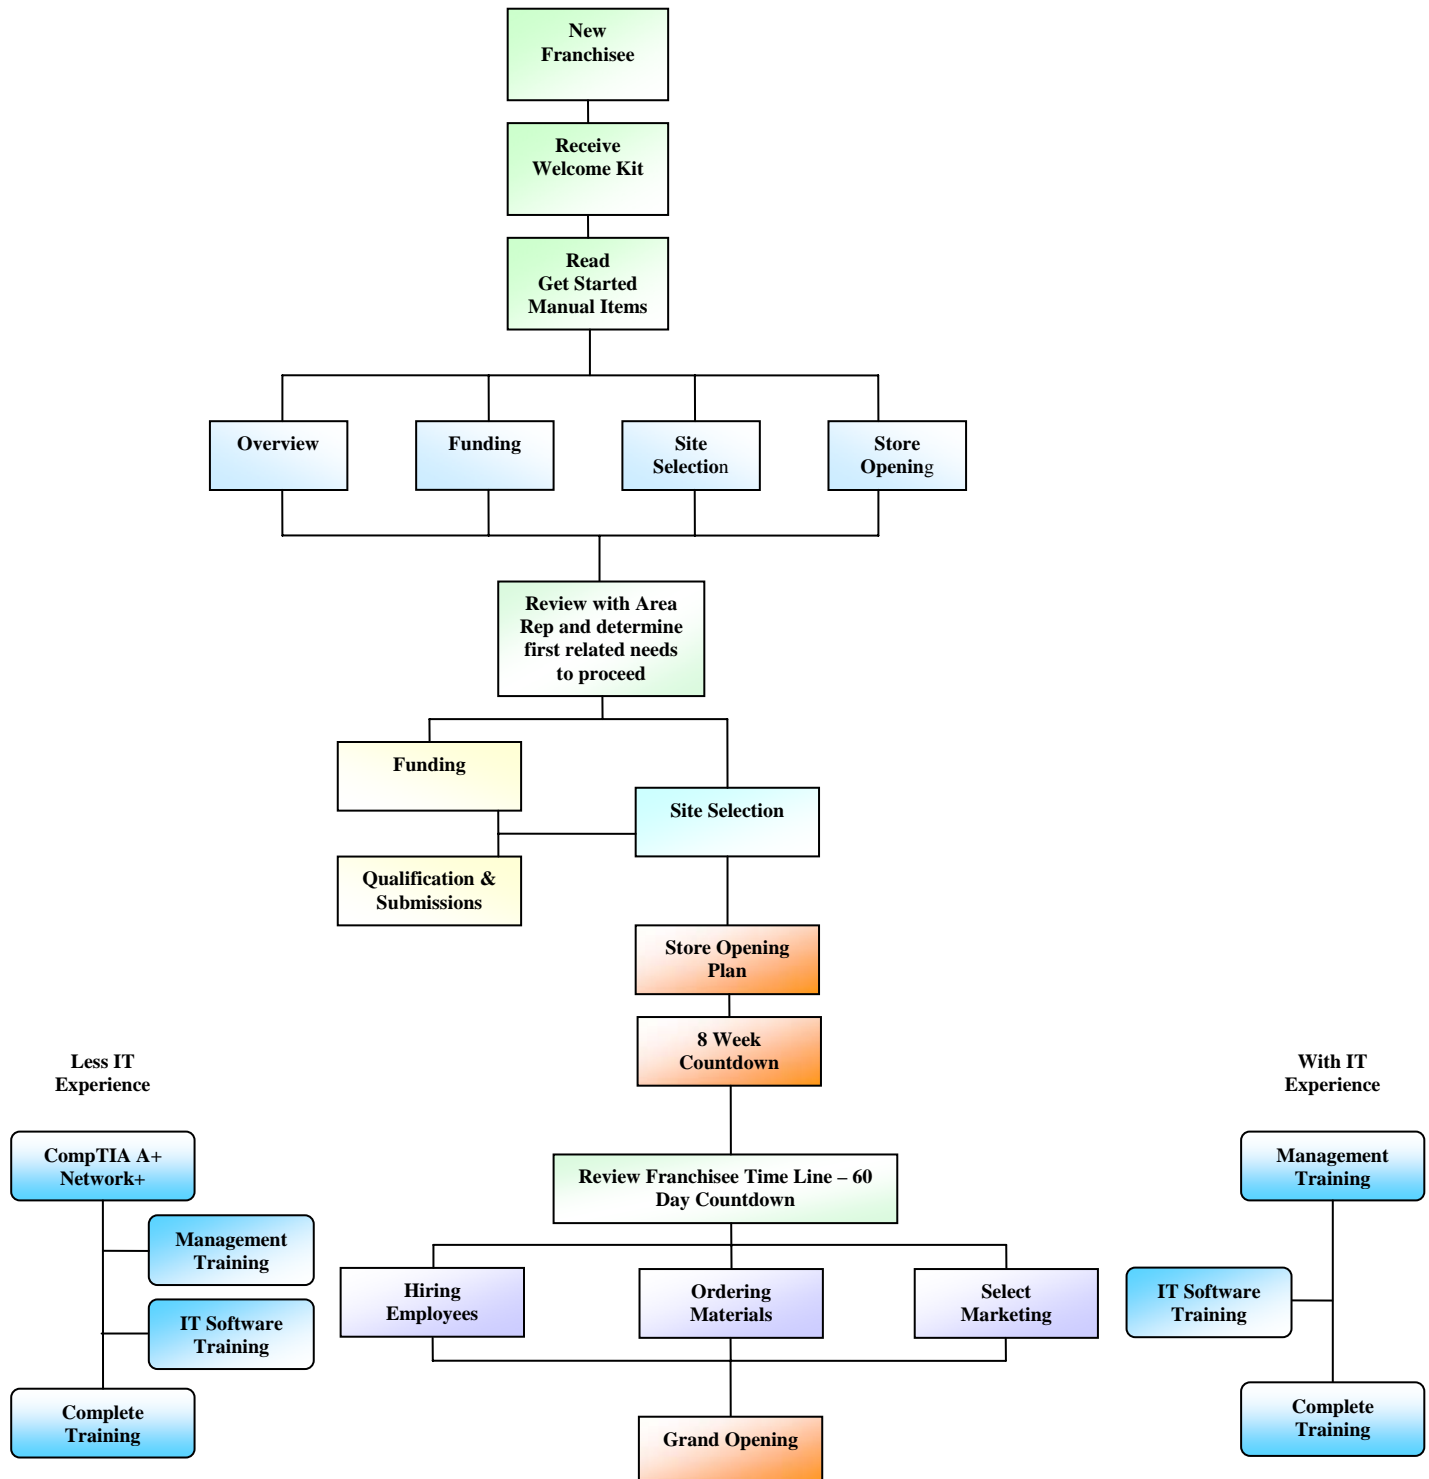 New
Franchisee
Receive
Welcome Kit
Read
Get Started
Manual Items
Overview
Funding
Site
Selection
Store
Opening
Review with Area
Rep and determine
first related needs
to proceed
Funding
Site Selection
Qualification &
Submissions
Store Opening
Plan
8 Week
Countdown
Less IT
Experience
CompTIA A+
Network+
Management
Training
IT Software
Training
Complete
Training
Review Franchisee Time Line – 60
Day Countdown
Hiring
Employees
Ordering
Materials
Select
Marketing
Grand Opening
With IT
Experience
Management
Training
IT Software
Training
Complete
Training